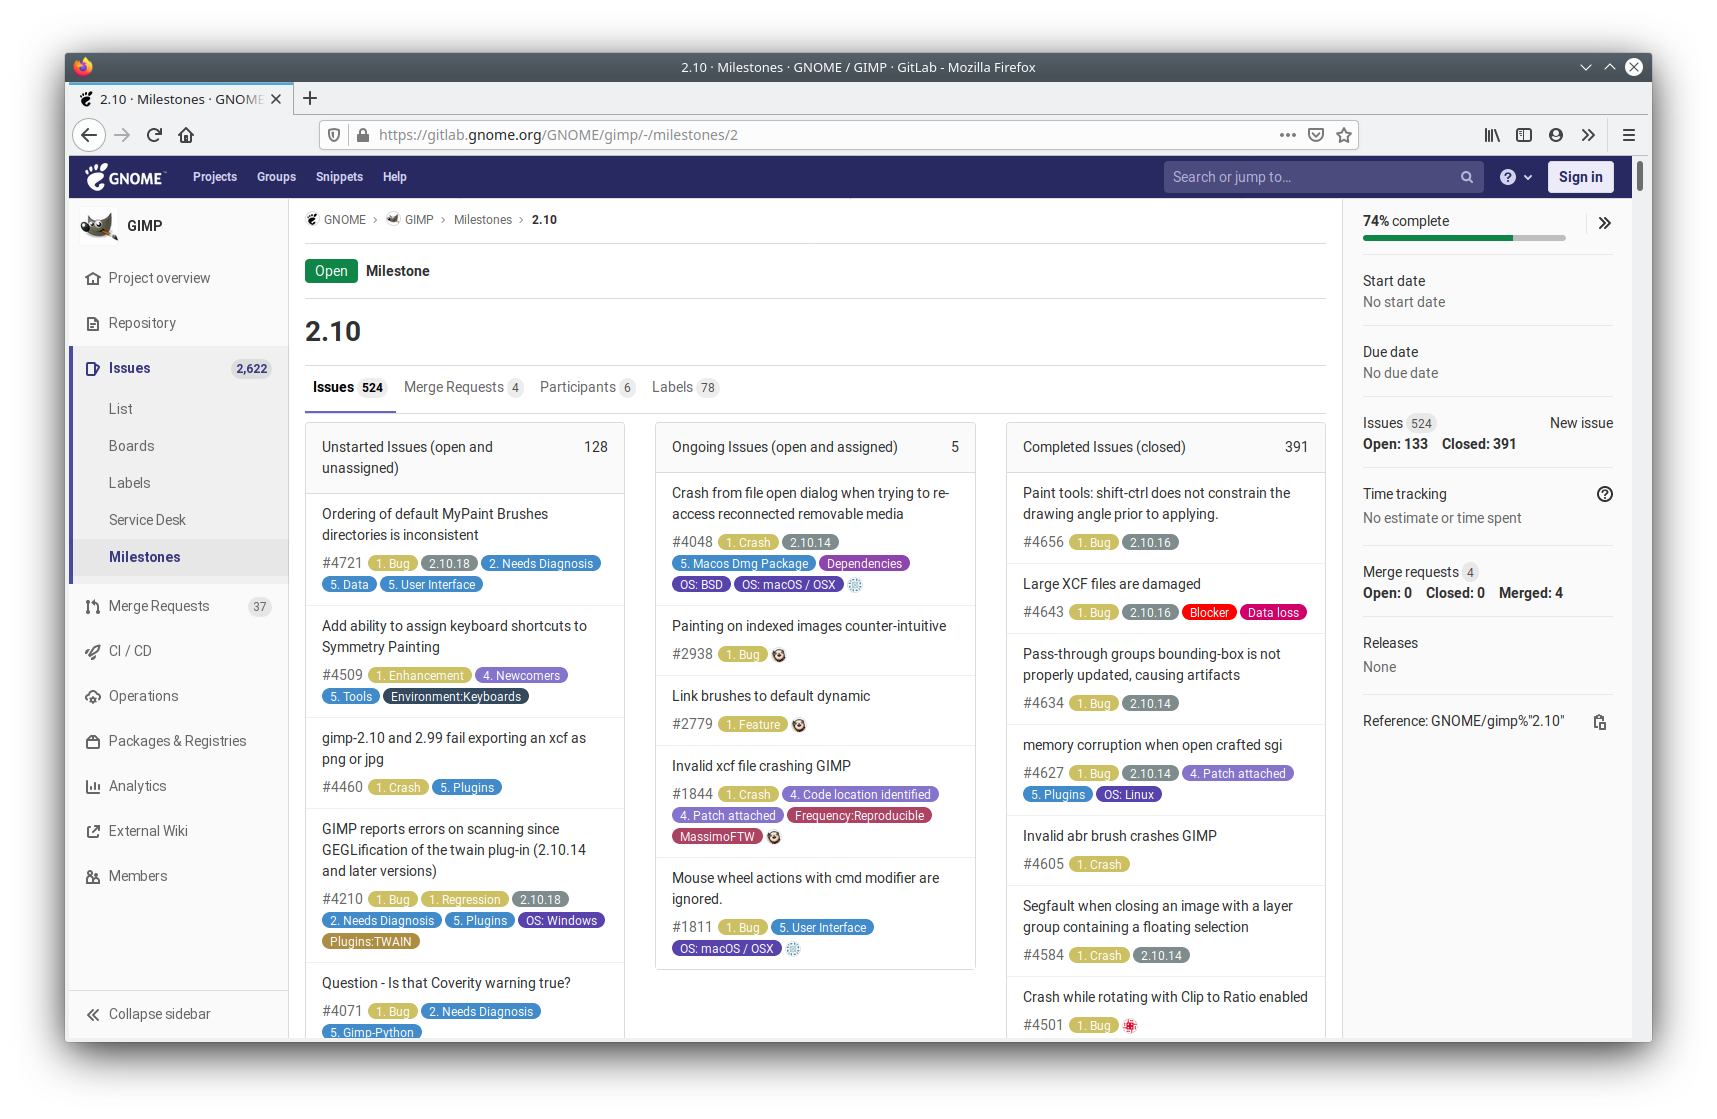 2.10 · Milestones · GNOME / GIMP · GitLab - Mozilla Firefox
2.10 · Milestones · GNOME
https://gitlab.gnome.org/GNOME/gimp/-/milestones/2
GNOME Projects Groups Snippets Help Search or jump to… Sign in
GIMP
Project overview
Repository
Issues 2,622
List
Boards
Labels
Service Desk
Milestones
Merge Requests 37
CI / CD
Operations
Packages & Registries
Analytics
External Wiki
Members
Collapse sidebar
GNOME › GIMP › Milestones › 2.10
Open Milestone
2.10
Issues 524 Merge Requests 4 Participants 6 Labels 78
Unstarted Issues (open and 128
unassigned)
Ordering of default MyPaint Brushes
directories is inconsistent
#4721 1. Bug 2.10.18 2. Needs Diagnosis
5. Data 5. User Interface
Add ability to assign keyboard shortcuts to
Symmetry Painting
#4509 1. Enhancement 4. Newcomers
5. Tools Environment:Keyboards
gimp-2.10 and 2.99 fail exporting an xcf as
png or jpg
#4460 1. Crash 5. Plugins
GIMP reports errors on scanning since
GEGLification of the twain plug-in (2.10.14
and later versions)
#4210 1. Bug 1. Regression 2.10.18
2. Needs Diagnosis 5. Plugins OS: Windows
Plugins:TWAIN
Question - Is that Coverity warning true?
#4071 1. Bug 2. Needs Diagnosis
5. Gimp-Python
Ongoing Issues (open and assigned) 5
Crash from file open dialog when trying to re-
access reconnected removable media
#4048 1. Crash 2.10.14
5. Macos Dmg Package Dependencies
OS: BSD OS: macOS / OSX
Painting on indexed images counter-intuitive
#2938 1. Bug
Link brushes to default dynamic
#2779 1. Feature
Invalid xcf file crashing GIMP
#1844 1. Crash 4. Code location identified
4. Patch attached Frequency:Reproducible
MassimoFTW
Mouse wheel actions with cmd modifier are
ignored.
#1811 1. Bug 5. User Interface
OS: macOS / OSX
Completed Issues (closed) 391
Paint tools: shift-ctrl does not constrain the
drawing angle prior to applying.
#4656 1. Bug 2.10.16
Large XCF files are damaged
#4643 1. Bug 2.10.16 Blocker Data loss
Pass-through groups bounding-box is not
properly updated, causing artifacts
#4634 1. Bug 2.10.14
memory corruption when open crafted sgi
#4627 1. Bug 2.10.14 4. Patch attached
5. Plugins OS: Linux
Invalid abr brush crashes GIMP
#4605 1. Crash
Segfault when closing an image with a layer
group containing a floating selection
#4584 1. Crash 2.10.14
Crash while rotating with Clip to Ratio enabled
#4501 1. Bug
74% complete
Start date
No start date
Due date
No due date
Issues 524 New issue
Open: 133 Closed: 391
Time tracking
No estimate or time spent
Merge requests 4
Open: 0 Closed: 0 Merged: 4
Releases
None
Reference: GNOME/gimp%"2.10"